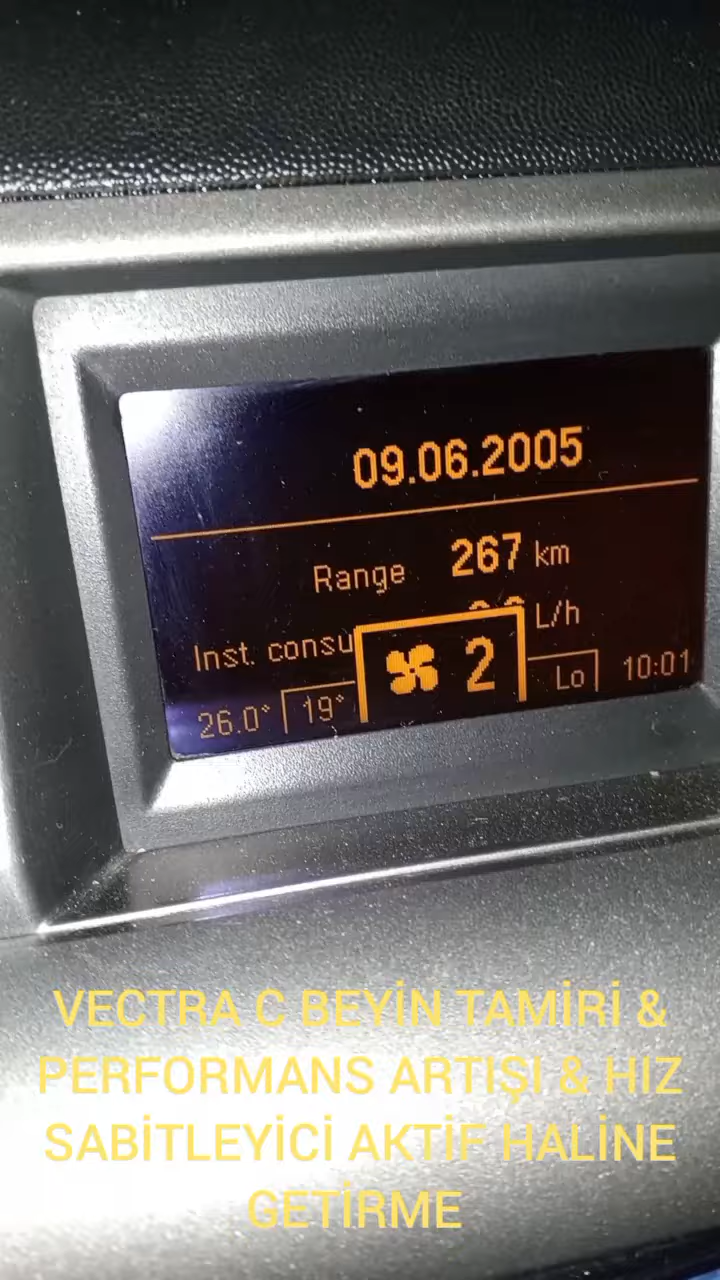 09.06.2005
Range 267 km
Inst. consu L/h
2
26.0° 19° Lo 10:01
VECTRA C BEYİN TAMİRİ &
PERFORMANS ARTIŞI & HIZ
SABİTLEYİCİ AKTİF HALİNE
GETİRME